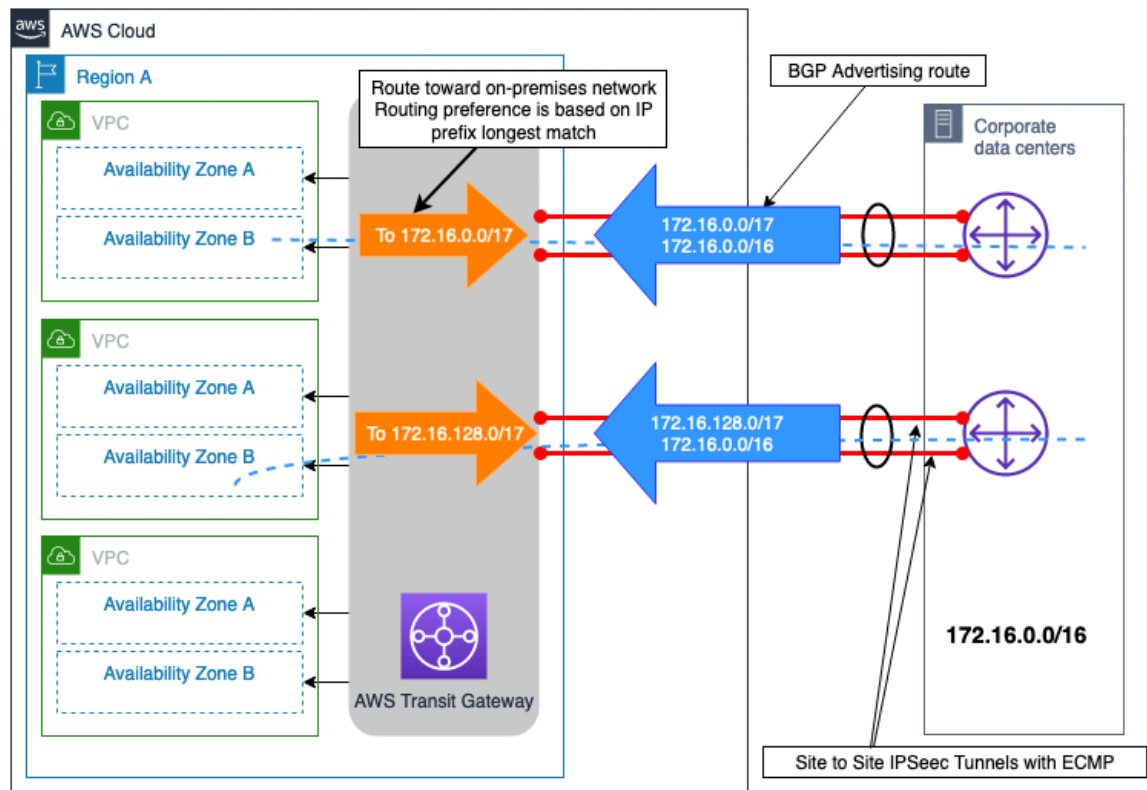 aws
AWS Cloud
Region A
VPC
Availability Zone A
Availability Zone B
VPC
Availability Zone A
Availability Zone B
VPC
Availability Zone A
Availability Zone B
Route toward on-premises network
Routing preference is based on IP
prefix longest match
To 172.16.0.0/17
To 172.16.128.0/17
AWS Transit Gateway
BGP Advertising route
172.16.0.0/17
172.16.0.0/16
172.16.128.0/17
172.16.0.0/16
Corporate
data centers
172.16.0.0/16
Site to Site IPSeec Tunnels with ECMP